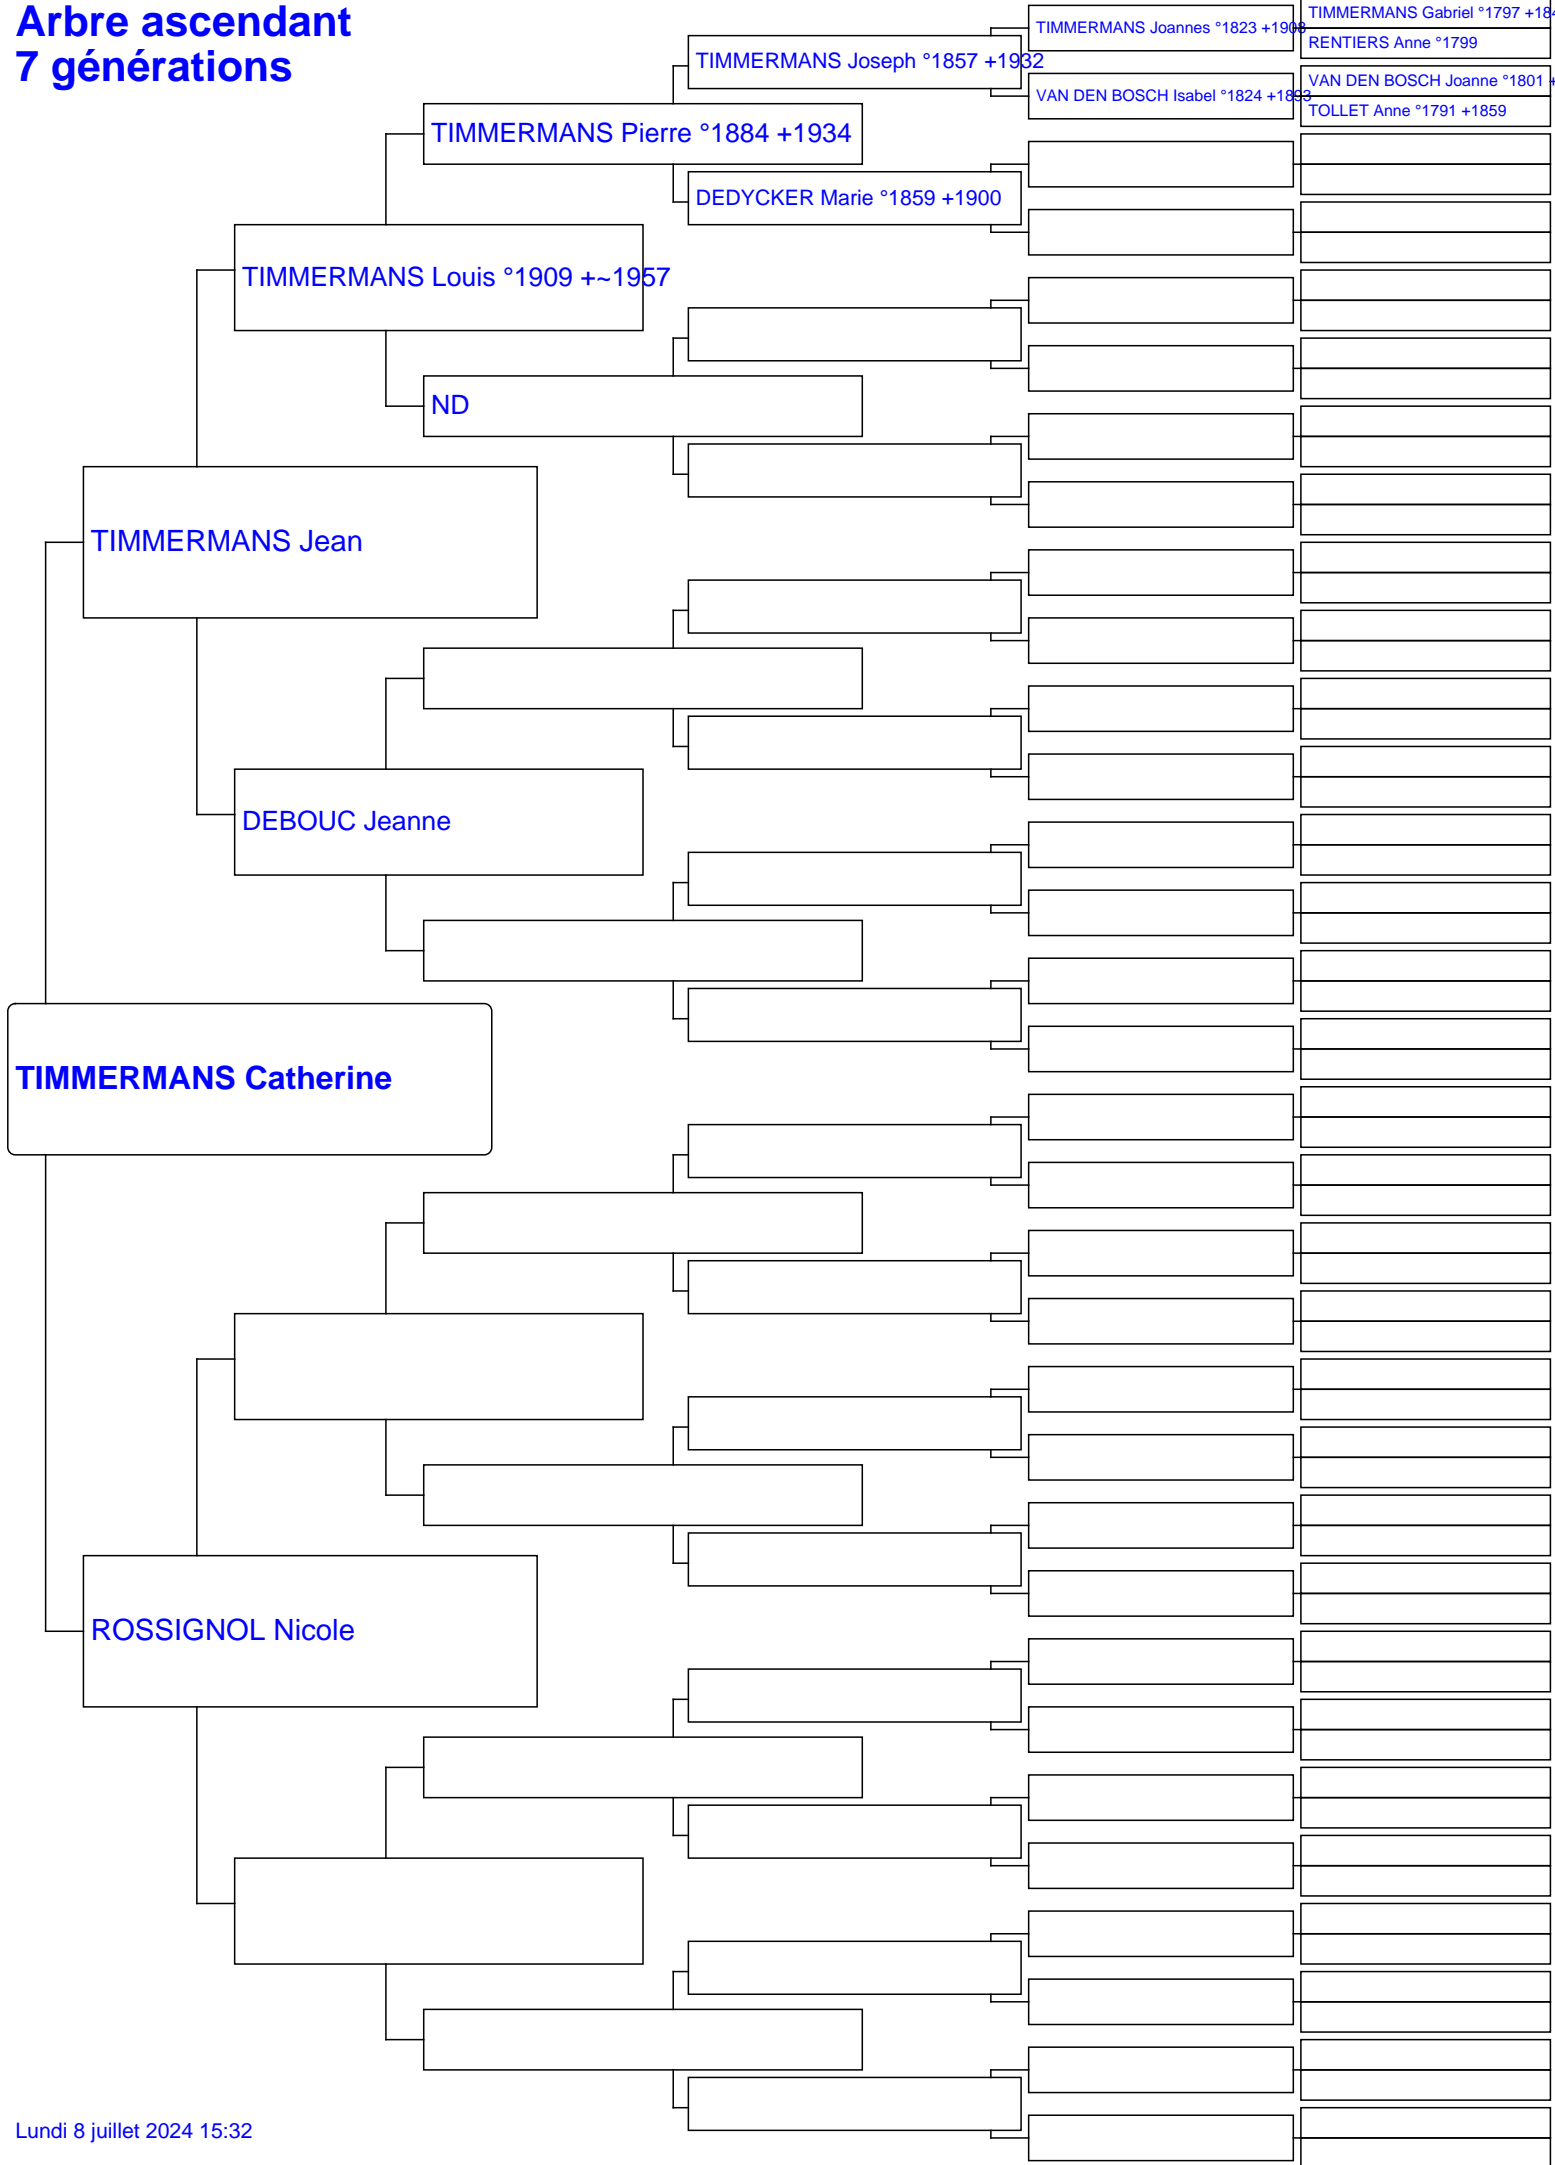 Arbre ascendant
7 générations
TIMMERMANS Gabriel °1797
TIMMERMANS Joannes °1823 +1908
RENTIERS Anne °1799
TIMMERMANS Joseph °1857 +1932
VAN DEN BOSCH Joanne °1801
VAN DEN BOSCH Isabel °1824 +1893
TOLLET Anne °1791 +1859
TIMMERMANS Pierre °1884 +1934
DEDYCKER Marie °1859 +1900
TIMMERMANS Louis °1909 +~1957
ND
TIMMERMANS Jean
DEBOUC Jeanne
TIMMERMANS Catherine
ROSSIGNOL Nicole
Lundi 8 juillet 2024 15:32